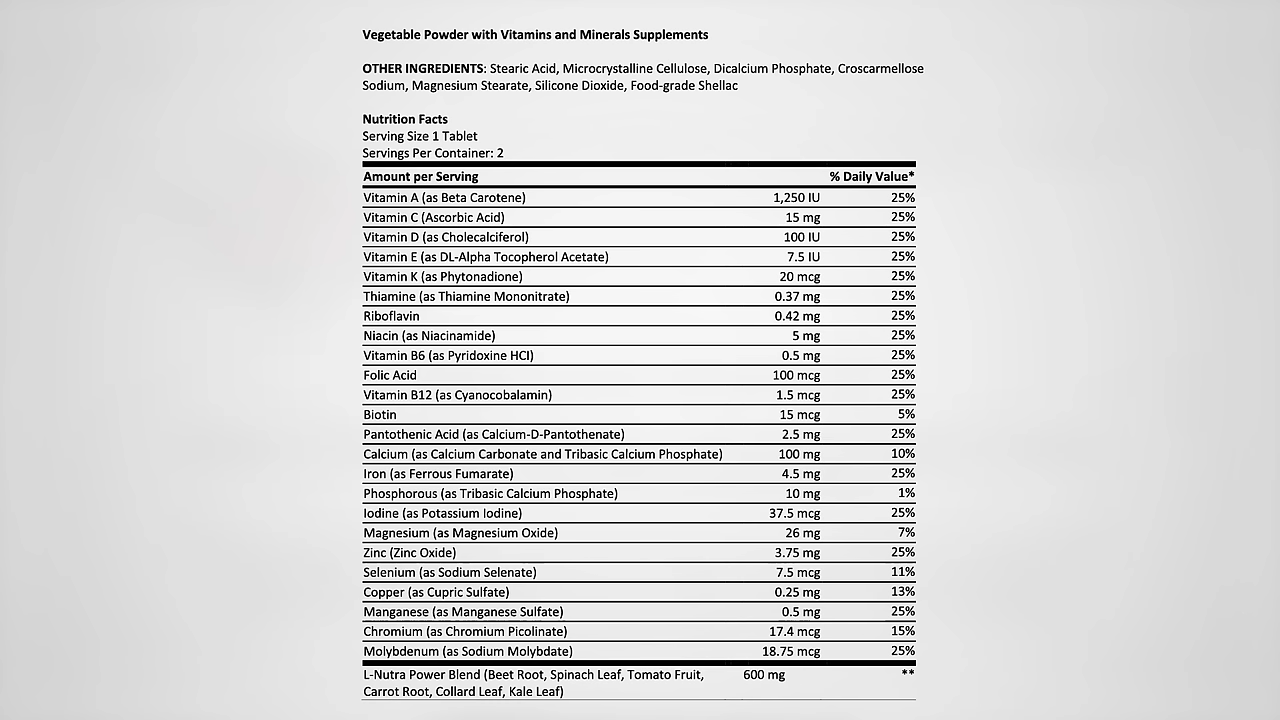 Vegetable Powder with Vitamins and Minerals Supplements
OTHER INGREDIENTS: Stearic Acid, Microcrystalline Cellulose, Dicalcium Phosphate, Croscarmellose
Sodium, Magnesium Stearate, Silicone Dioxide, Food-grade Shellac
Nutrition Facts
Serving Size 1 Tablet
Servings Per Container: 2
Amount per Serving % Daily Value*
Vitamin A (as Beta Carotene) 1,250 IU 25%
Vitamin C (Ascorbic Acid) 15 mg 25%
Vitamin D (as Cholecalciferol) 100 IU 25%
Vitamin E (as DL-Alpha Tocopherol Acetate) 7.5 IU 25%
Vitamin K (as Phytonadione) 20 mcg 25%
Thiamine (as Thiamine Mononitrate) 0.37 mg 25%
Riboflavin 0.42 mg 25%
Niacin (as Niacinamide) 5 mg 25%
Vitamin B6 (as Pyridoxine HCl) 0.5 mg 25%
Folic Acid 100 mcg 25%
Vitamin B12 (as Cyanocobalamin) 1.5 mcg 25%
Biotin 15 mcg 5%
Pantothenic Acid (as Calcium-D-Pantothenate) 2.5 mg 25%
Calcium (as Calcium Carbonate and Tribasic Calcium Phosphate) 100 mg 10%
Iron (as Ferrous Fumarate) 4.5 mg 25%
Phosphorous (as Tribasic Calcium Phosphate) 10 mg 1%
Iodine (as Potassium Iodine) 37.5 mcg 25%
Magnesium (as Magnesium Oxide) 26 mg 7%
Zinc (Zinc Oxide) 3.75 mg 25%
Selenium (as Sodium Selenate) 7.5 mcg 11%
Copper (as Cupric Sulfate) 0.25 mg 13%
Manganese (as Manganese Sulfate) 0.5 mg 25%
Chromium (as Chromium Picolinate) 17.4 mcg 15%
Molybdenum (as Sodium Molybdate) 18.75 mcg 25%
L-Nutra Power Blend (Beet Root, Spinach Leaf, Tomato Fruit, 600 mg **
Carrot Root, Collard Leaf, Kale Leaf)